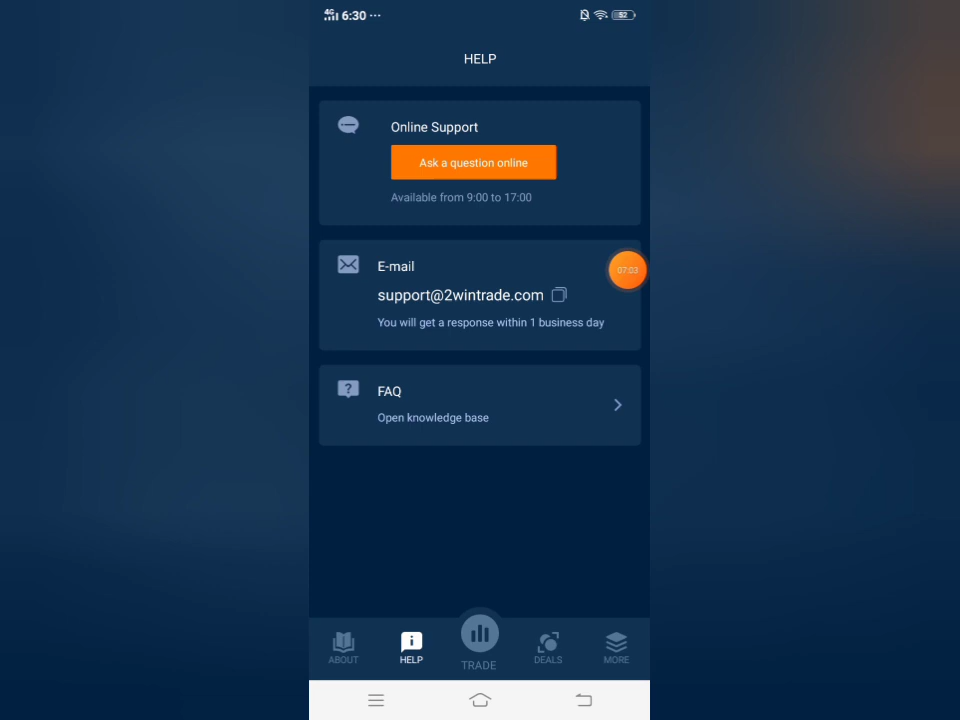 4G 6:30 ··· 52
HELP
Online Support
Ask a question online
Available from 9:00 to 17:00
E-mail
support@2wintrade.com
07:03
You will get a response within 1 business day
?
FAQ
Open knowledge base
ABOUT
HELP
TRADE
DEALS
MORE